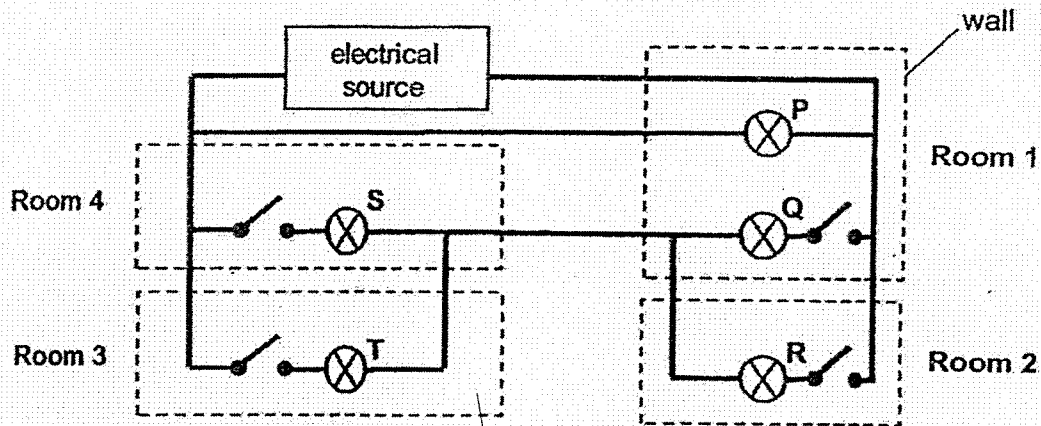 wall
electrical
source
P
Room 1
Room 4
S
Q
Room 3
T
R
Room 2